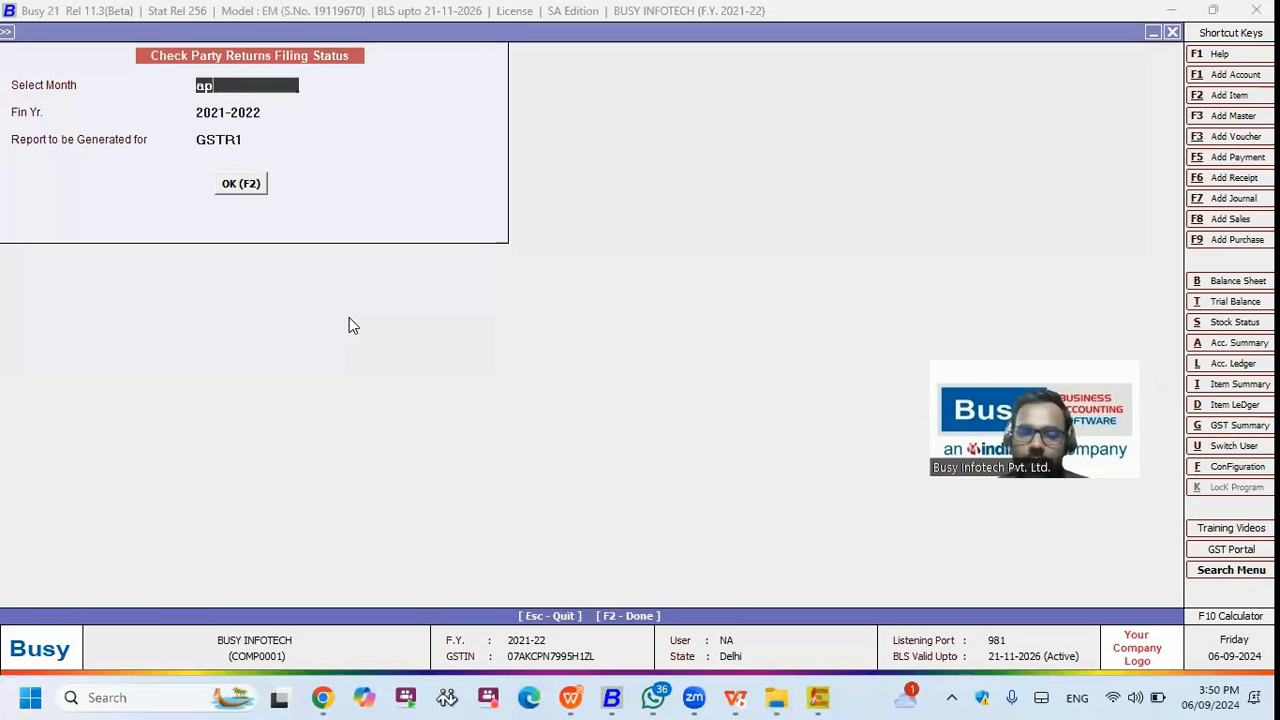 Busy 21 Rel 11.3(Beta) | Stat Rel 256 | Model : EM (S.No. 19119670) | BLS upto 21-11-2026 | License | SA Edition | BUSY INFOTECH (F.Y. 2021-22)
>>
Shortcut Keys
Check Party Returns Filing Status
Select Month ap
Fin Yr. 2021-2022
Report to be Generated for GSTR1
OK (F2)
F1 Help
F1 Add Account
F2 Add Item
F3 Add Master
F3 Add Voucher
F5 Add Payment
F6 Add Receipt
F7 Add Journal
F8 Add Sales
F9 Add Purchase
B Balance Sheet
T Trial Balance
S Stock Status
A Acc. Summary
L Acc. Ledger
I Item Summary
D Item LeDger
G GST Summary
U Switch User
F ConFiguration
K LocK Program
Training Videos
GST Portal
Search Menu
F10 Calculator
BUSINESS
ACCOUNTING
SOFTWARE
an
Busy Infotech Pvt. Ltd.
[ Esc - Quit ] [ F2 - Done ]
Busy
BUSY INFOTECH
(COMP0001)
F.Y. : 2021-22
GSTIN : 07AKCPN7995H1ZL
User : NA
State : Delhi
Listening Port : 981
BLS Valid Upto : 21-11-2026 (Active)
Your
Company
Logo
Friday
06-09-2024
Search
36
1
ENG
3:50 PM
06/09/2024